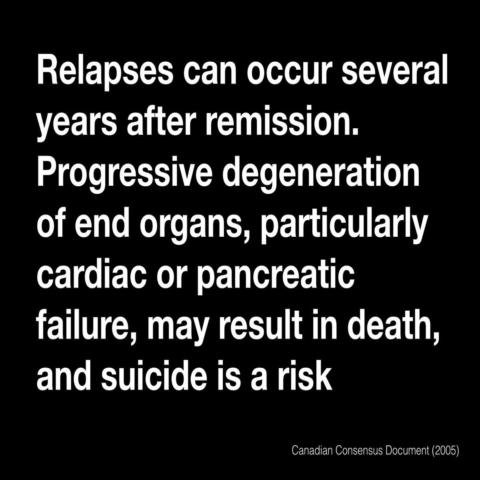 Relapses can occur several
years after remission.
Progressive degeneration
of end organs, particularly
cardiac or pancreatic
failure, may result in death,
and suicide is a risk
Canadian Consensus Document (2005)